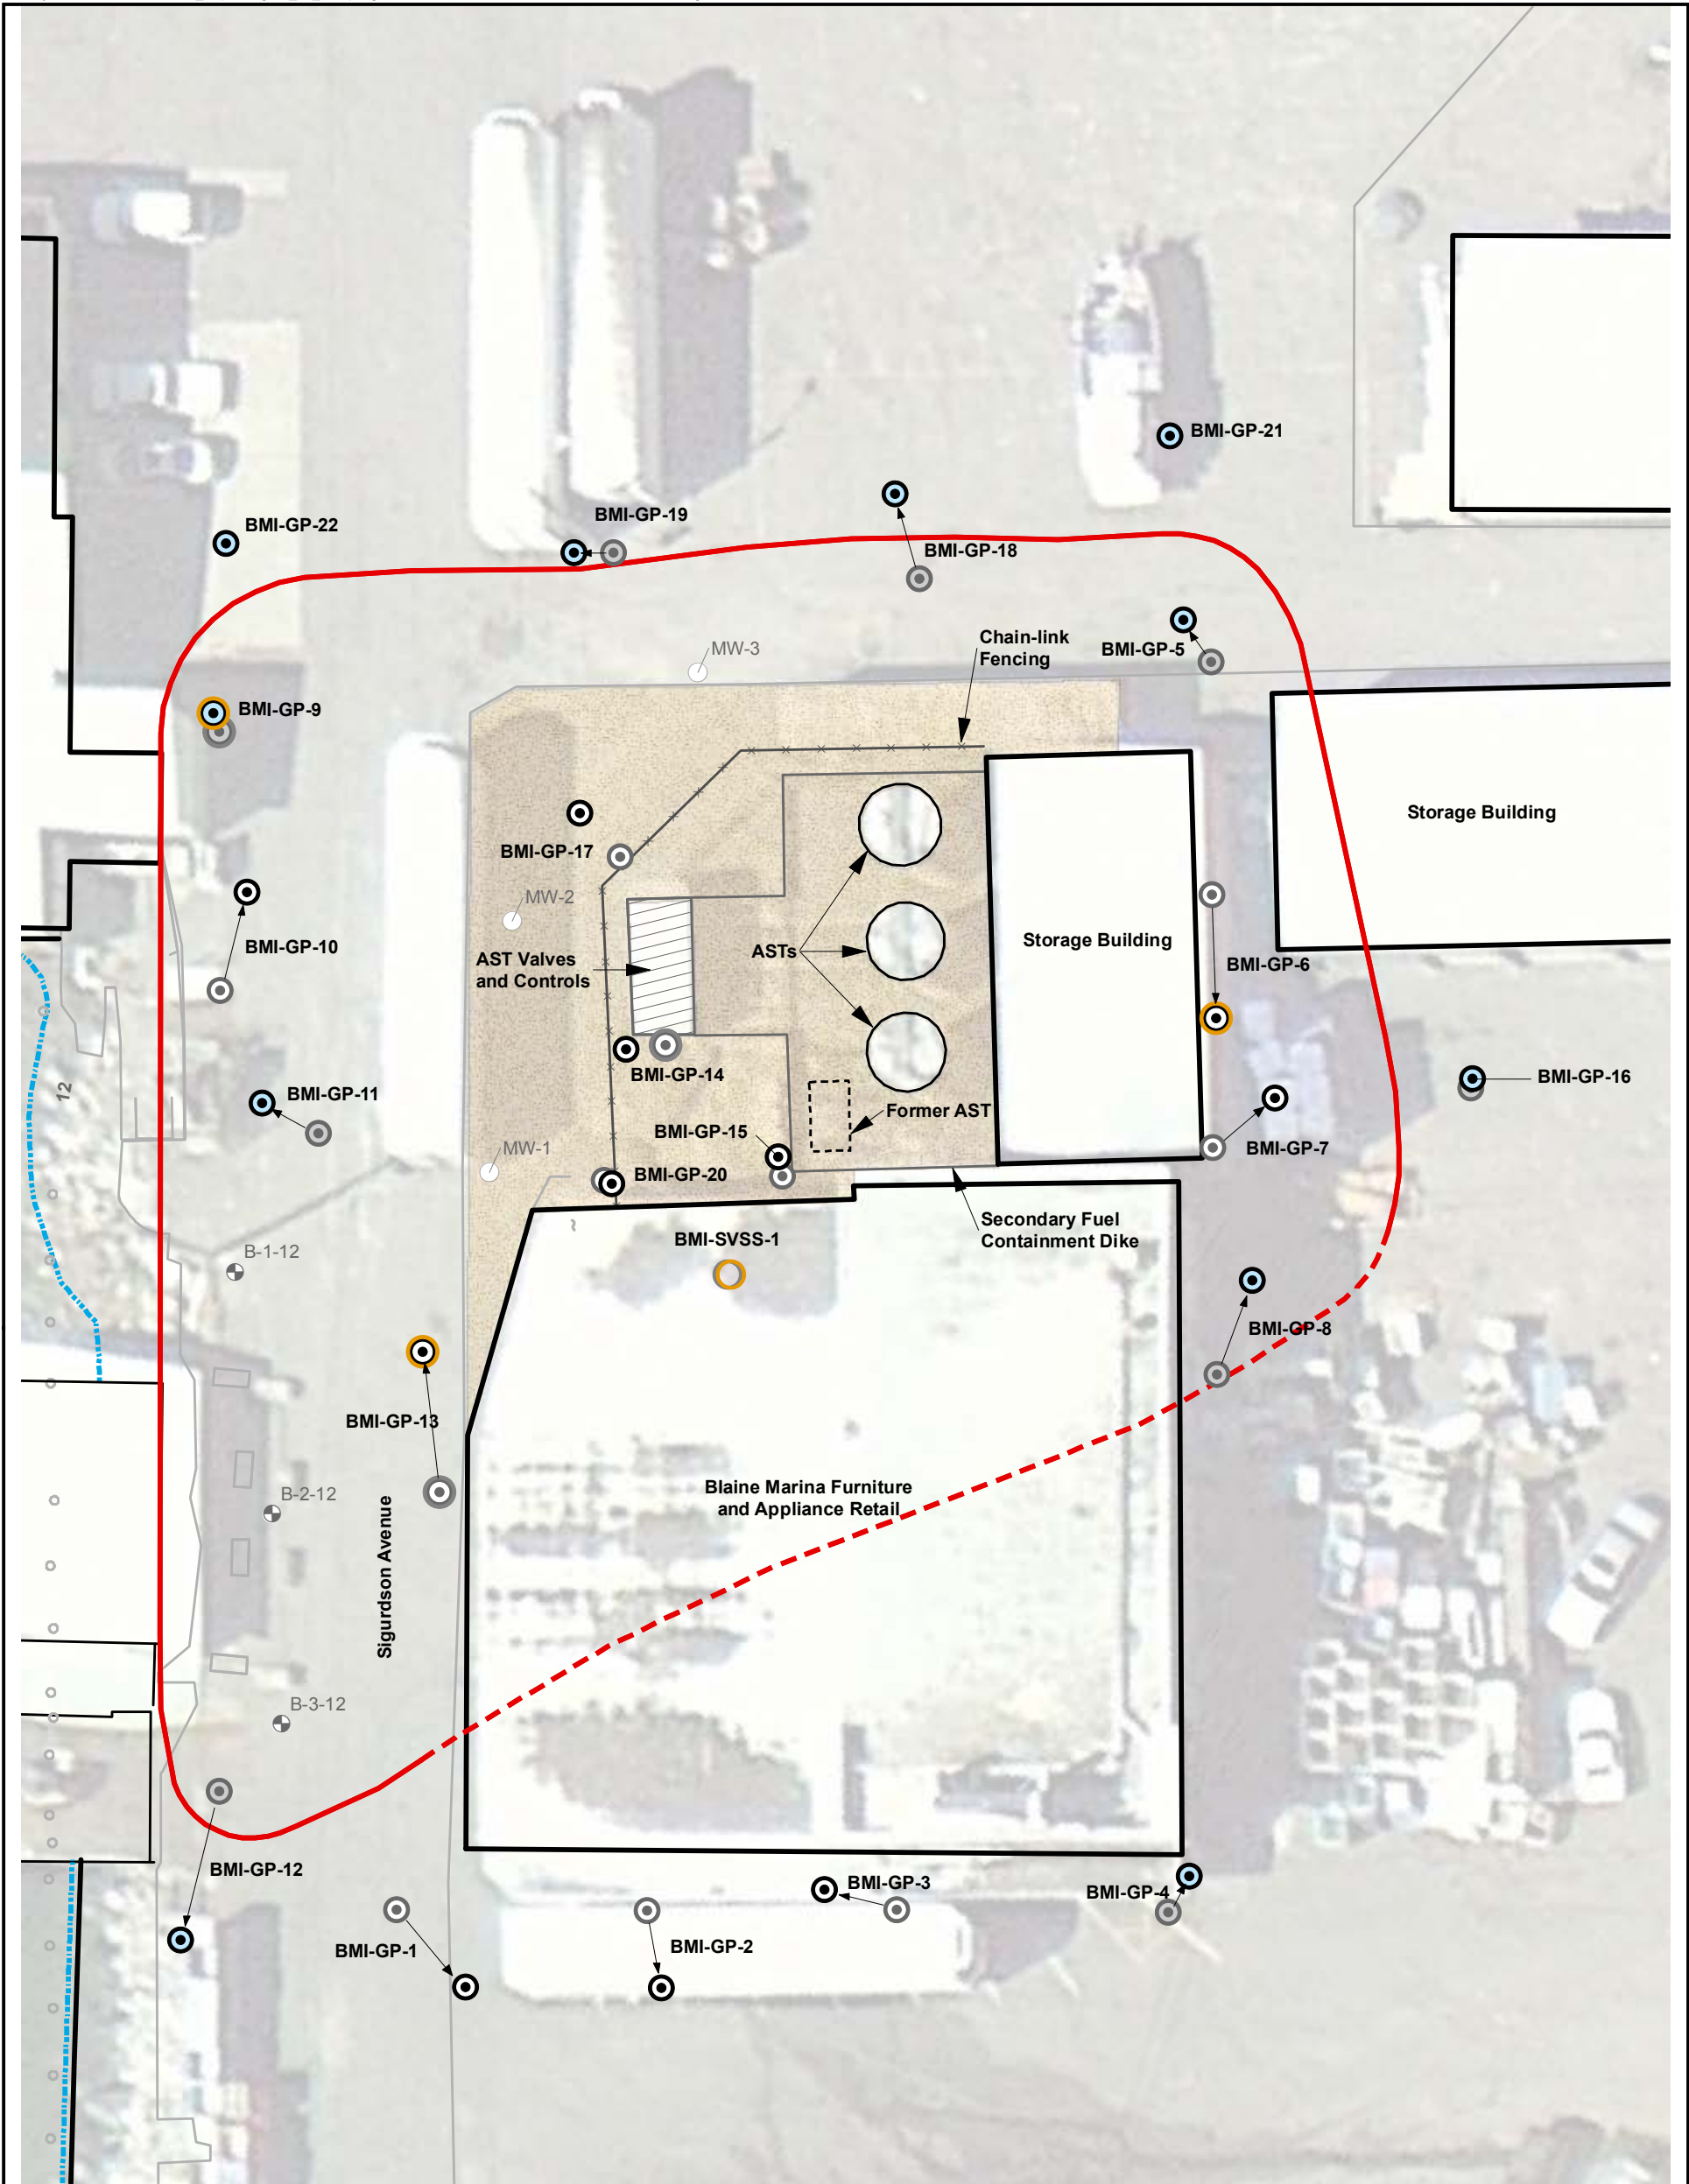 BMI-GP-21
BMI-GP-19
BMI-GP-22
BMI-GP-18
Chain-link
Fencing
MW-3
BMI-GP-5
BMI-GP-9
Storage Building
BMI-GP-17
MW-2
BMI-GP-10
AST Valves
and Controls
ASTs
Storage Building
BMI-GP-6
BMI-GP-14
BMI-GP-16
12
BMI-GP-11
Former AST
BMI-GP-15
MW-1
BMI-GP-7
BMI-GP-20
Secondary Fuel
Containment Dike
BMI-SVSS-1
B-1-12
BMI-GP-8
BMI-GP-13
Blaine Marina Furniture
and Appliance Retail
B-2-12
Sigurdson Avenue
B-3-12
BMI-GP-12
BMI-GP-3
BMI-GP-4
BMI-GP-1
BMI-GP-2